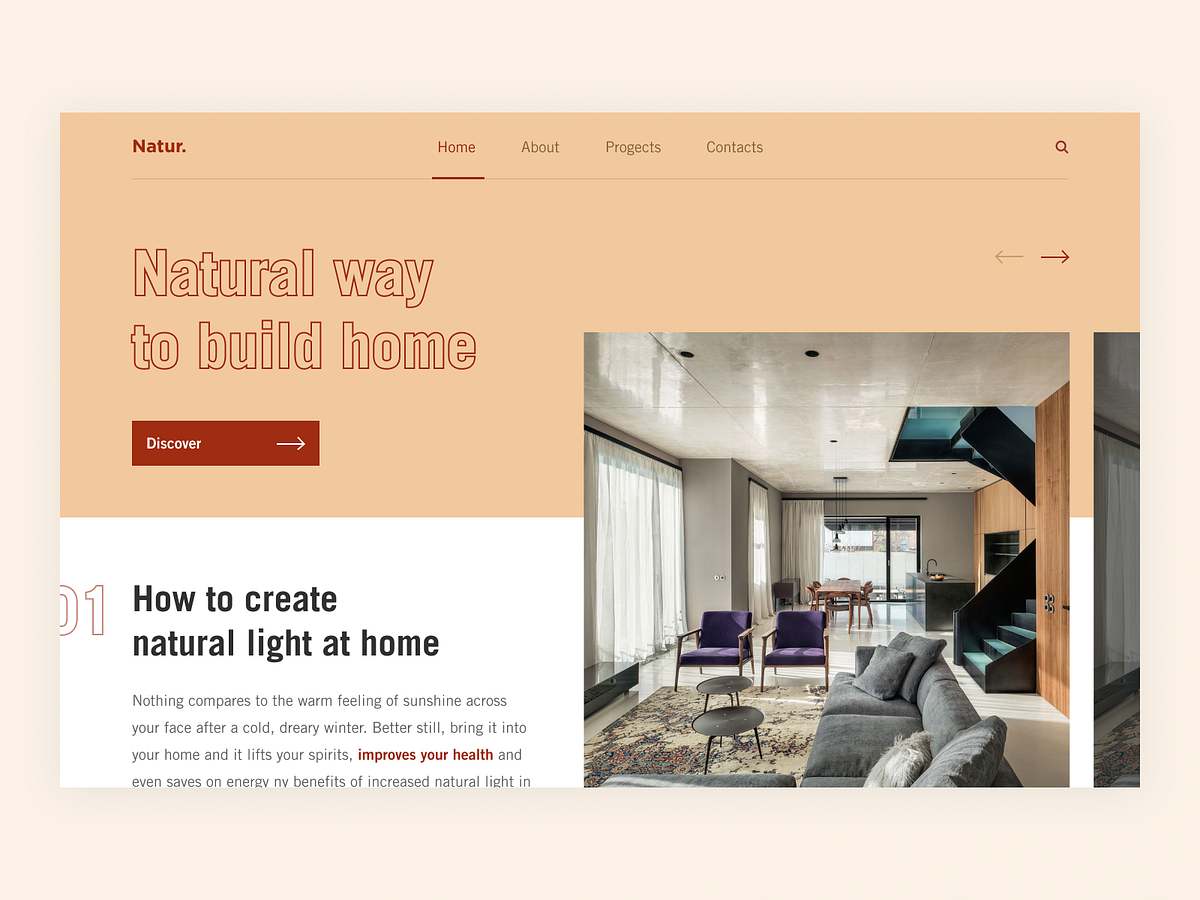 Natur.
Home About Progects Contacts
Natural way
to build home
Discover
01
How to create
natural light at home
Nothing compares to the warm feeling of sunshine across
your face after a cold, dreary winter. Better still, bring it into
your home and it lifts your spirits, improves your health and
even saves on energy ny benefits of increased natural light in